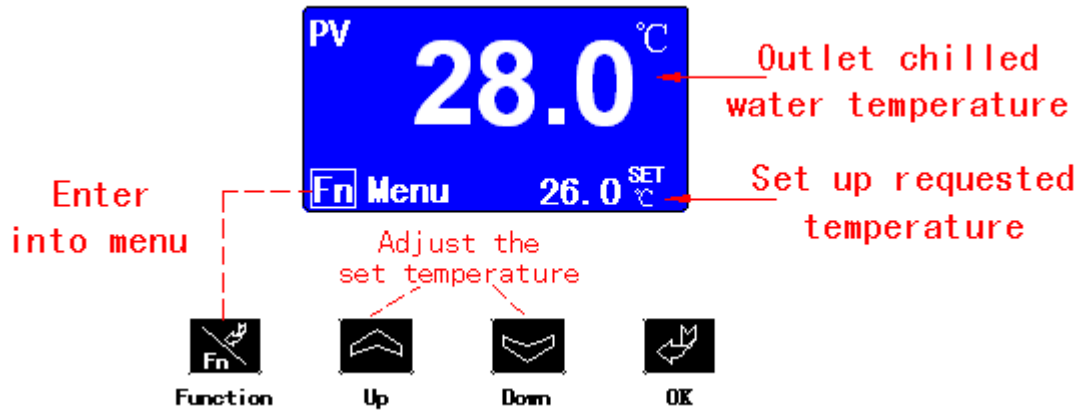 PV
℃
28.0
Outlet chilled
water temperature
Fn Menu
26.0
SET
℃
Set up requested
temperature
Enter
into menu
Adjust the
set temperature
Fn
Function
Up
Down
OK